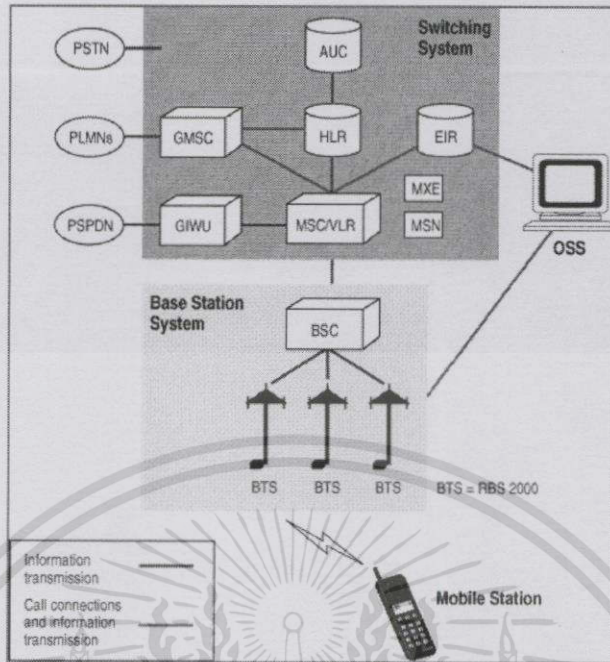 Switching
System
PSTN
AUC
PLMNs
GMSC
HLR
EIR
MXE
PSPDN
GIWU
MSC/VLR
MSN
OSS
Base Station
System
BSC
BTS
BTS
BTS
BTS = RBS 2000
Information
transmission
Call connections
and information
transmission
Mobile Station